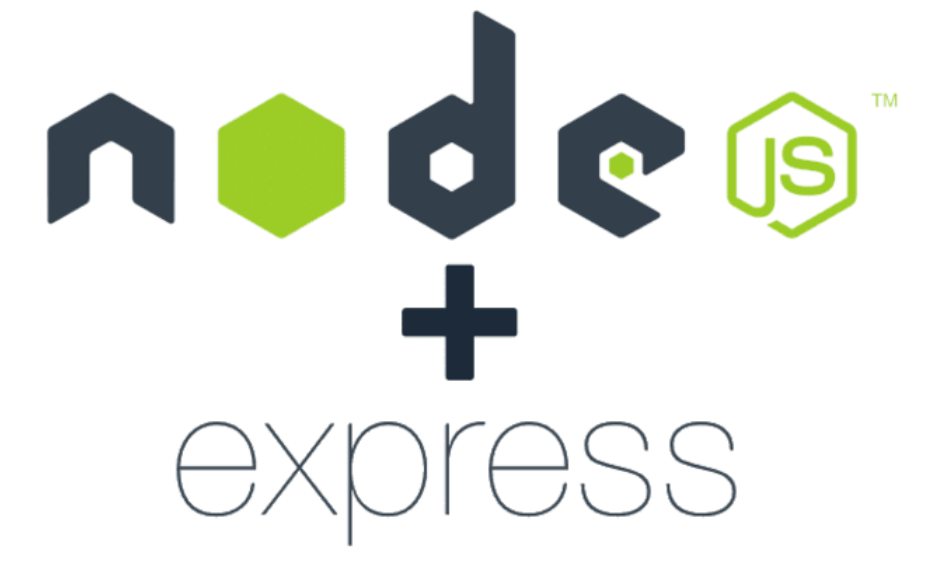 node JS ™
+
express